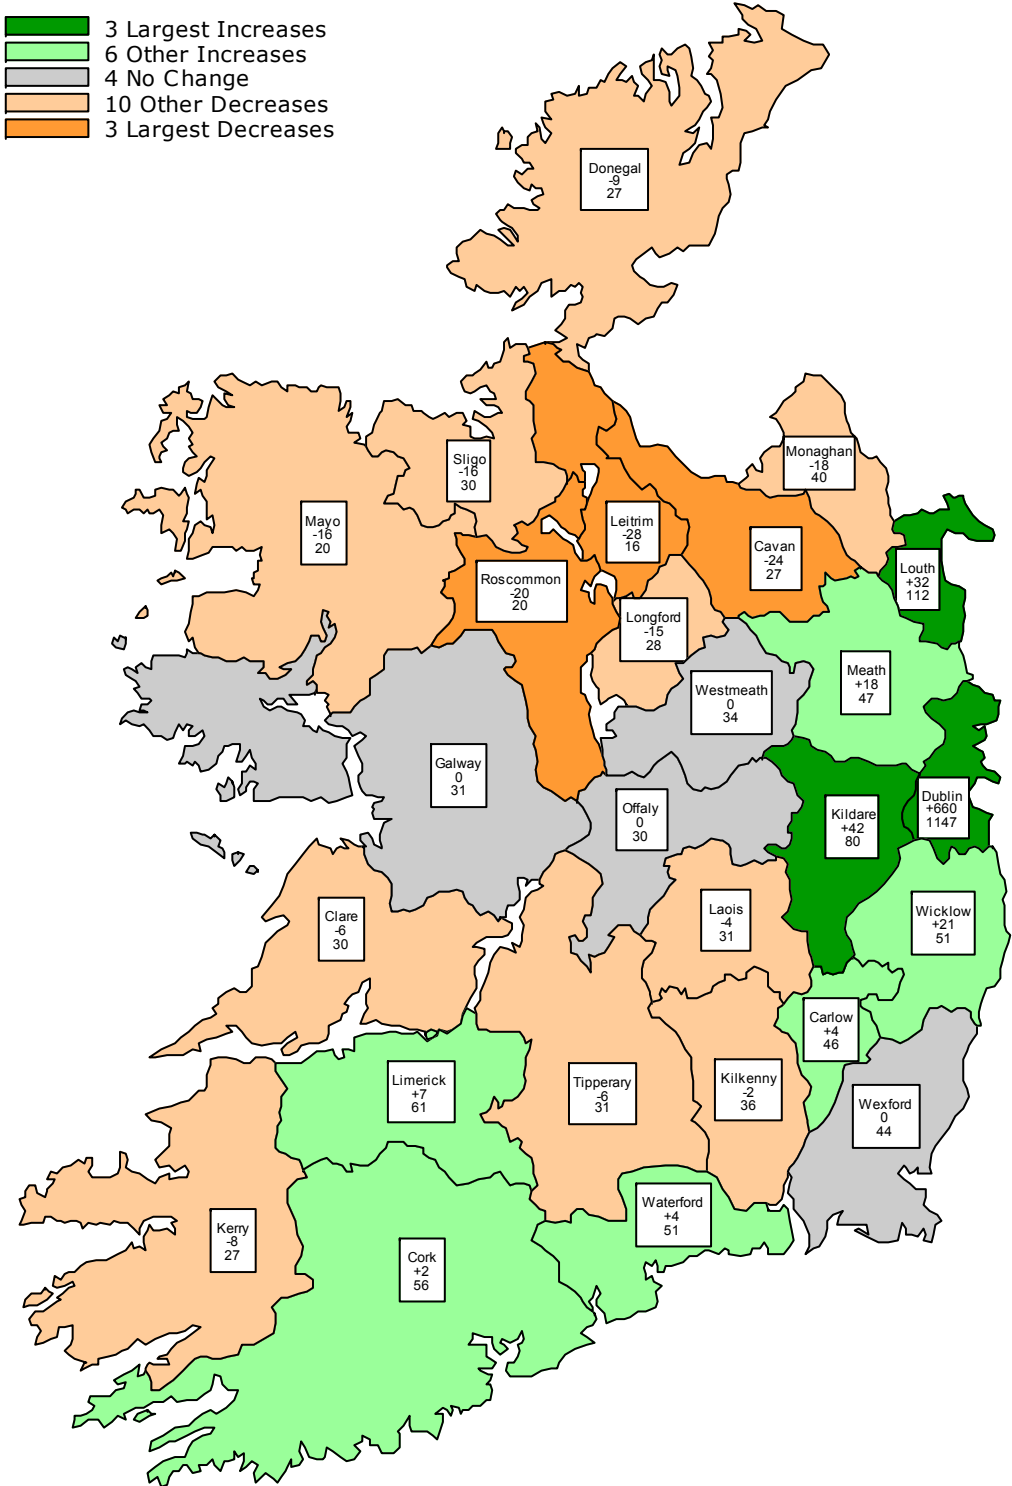 3 Largest Increases
6 Other Increases
4 No Change
10 Other Decreases
3 Largest Decreases
Donegal
-9
27
Sligo
-16
30
Monaghan
-18
40
Mayo
-16
20
Leitrim
-28
16
Cavan
-24
27
Louth
+32
112
Roscommon
-20
20
Longford
-15
28
Meath
+18
47
Westmeath
0
34
Galway
0
31
Offaly
0
30
Kildare
+42
80
Dublin
+660
1147
Clare
-6
30
Laois
-4
31
Wicklow
+21
51
Carlow
+4
46
Limerick
+7
61
Tipperary
-6
31
Kilkenny
-2
36
Wexford
0
44
Waterford
+4
51
Kerry
-8
27
Cork
+2
56